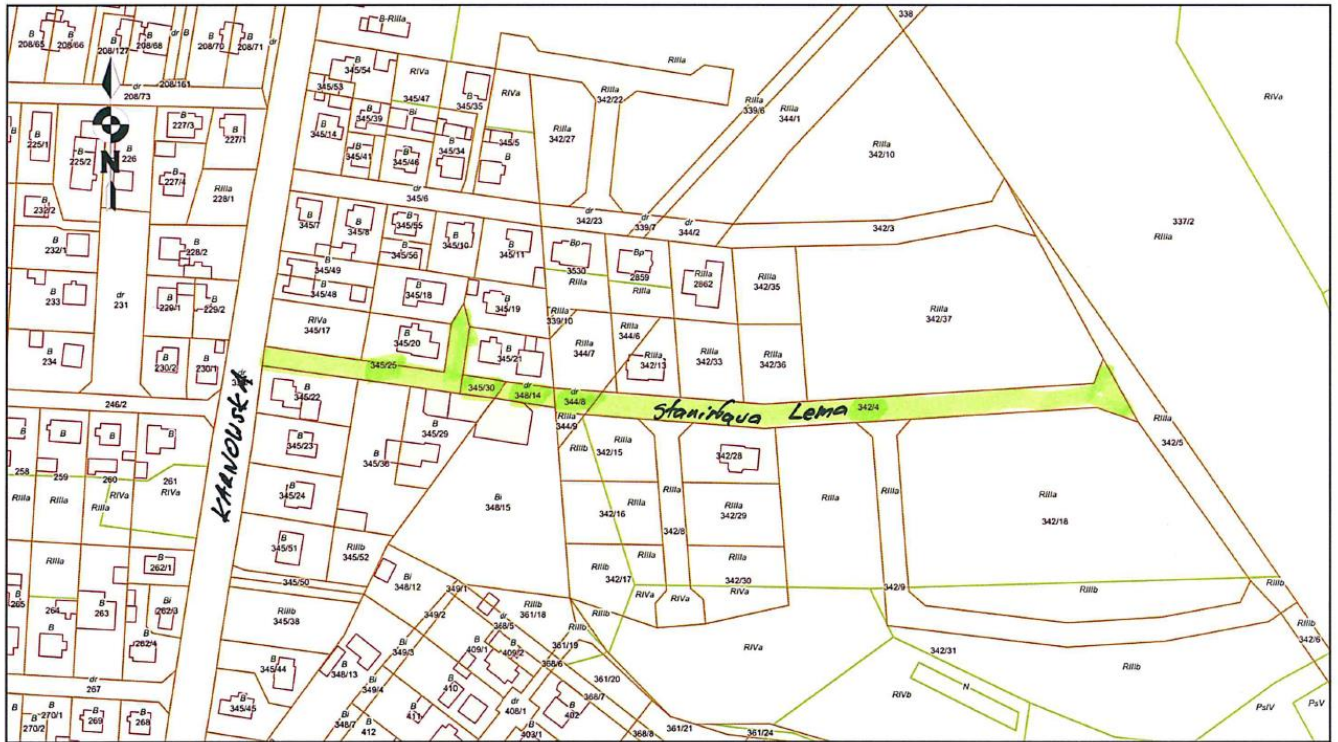 B 208/65
B 208/66
B 208/127
B 208/68
dr
B
B 208/70
B 208/71
dr
B-RIIIa
338
RIIIa
RIVa
dr 208/73
208/161
B 345/54
345/53
RIVa
345/47
B 345/35
RIVa
RIIIa 342/22
RIIIa 339/6
RIIIa 344/1
B 225/1
B 225/2
B 226
B 227/3
B 227/1
B 345/14
B 345/39
Bi
B 345/41
B 345/46
B 345/34
345/5
B
RIIIa 342/27
RIIIa 342/10
N
B 227/4
RIIIa 228/1
B 232/2
dr 345/6
dr 342/23
dr 339/7
dr 344/2
342/3
337/2
RIIIa
B 232/1
B 228/2
B 345/7
B 345/8
B 345/55
B 345/56
B 345/10
B 345/11
Bp 3530
RIIIa
Bp 2859
RIIIa
RIIIa 2862
RIIIa 342/35
B 233
dr 231
B 229/1
B 229/2
B 345/49
B 345/48
B 345/18
B 345/19
RIIIa 339/10
RIIIa 344/6
RIIIa 342/37
RIVa 345/17
B 345/20
B 345/21
RIIIa 344/7
RIIIa 342/13
RIIIa 342/33
RIIIa 342/36
B 234
B 230/2
B 230/1
345/25
345/30
dr 348/14
dr 344/8
Stanisława Lema
342/4
246/2
KARNOWSKA
B 345/22
B 345/29
RIIIa 344/9
RIIIa 342/5
B 345/23
B 345/36
RIIIb
RIIIa 342/15
B 342/28
258
259
260
261
RIIIa
RIIIa
RIVa
RIIIa
RIVa
B 345/24
Bi 348/15
RIIIa 342/16
RIIIa
342/8
RIIIa 342/29
RIIIa
RIIIa
RIIIa 342/18
B 345/51
RIIIb 345/52
RIIIa
B 262/1
345/50
Bi 348/12
349/1
RIIIb 342/17
RIIIa
RIIIa 342/30
RIVa
RIVa
RIVa
342/9
RIIIb
RIIIb
B 265
264
B 263
Bi 262/3
B 262/4
RIIIb 345/38
349/2
dr 368/5
RIIIb 361/18
RIIIb
RIIIb 342/6
Bi 349/3
B 409/1
B 409/2
RIIIb 361/19
368/6
RIVa
342/31
RIIIb
dr 267
B 345/44
B 348/13
Bi 349/4
B 410
361/20
368/7
RIVb
N
PsIV
PsV
B
B 270/2
B 270/1
B 269
B 268
B 345/45
Bi 348/7
B 412
B 411
dr 408/1
B 403/1
B 402
368/8
361/21
361/24